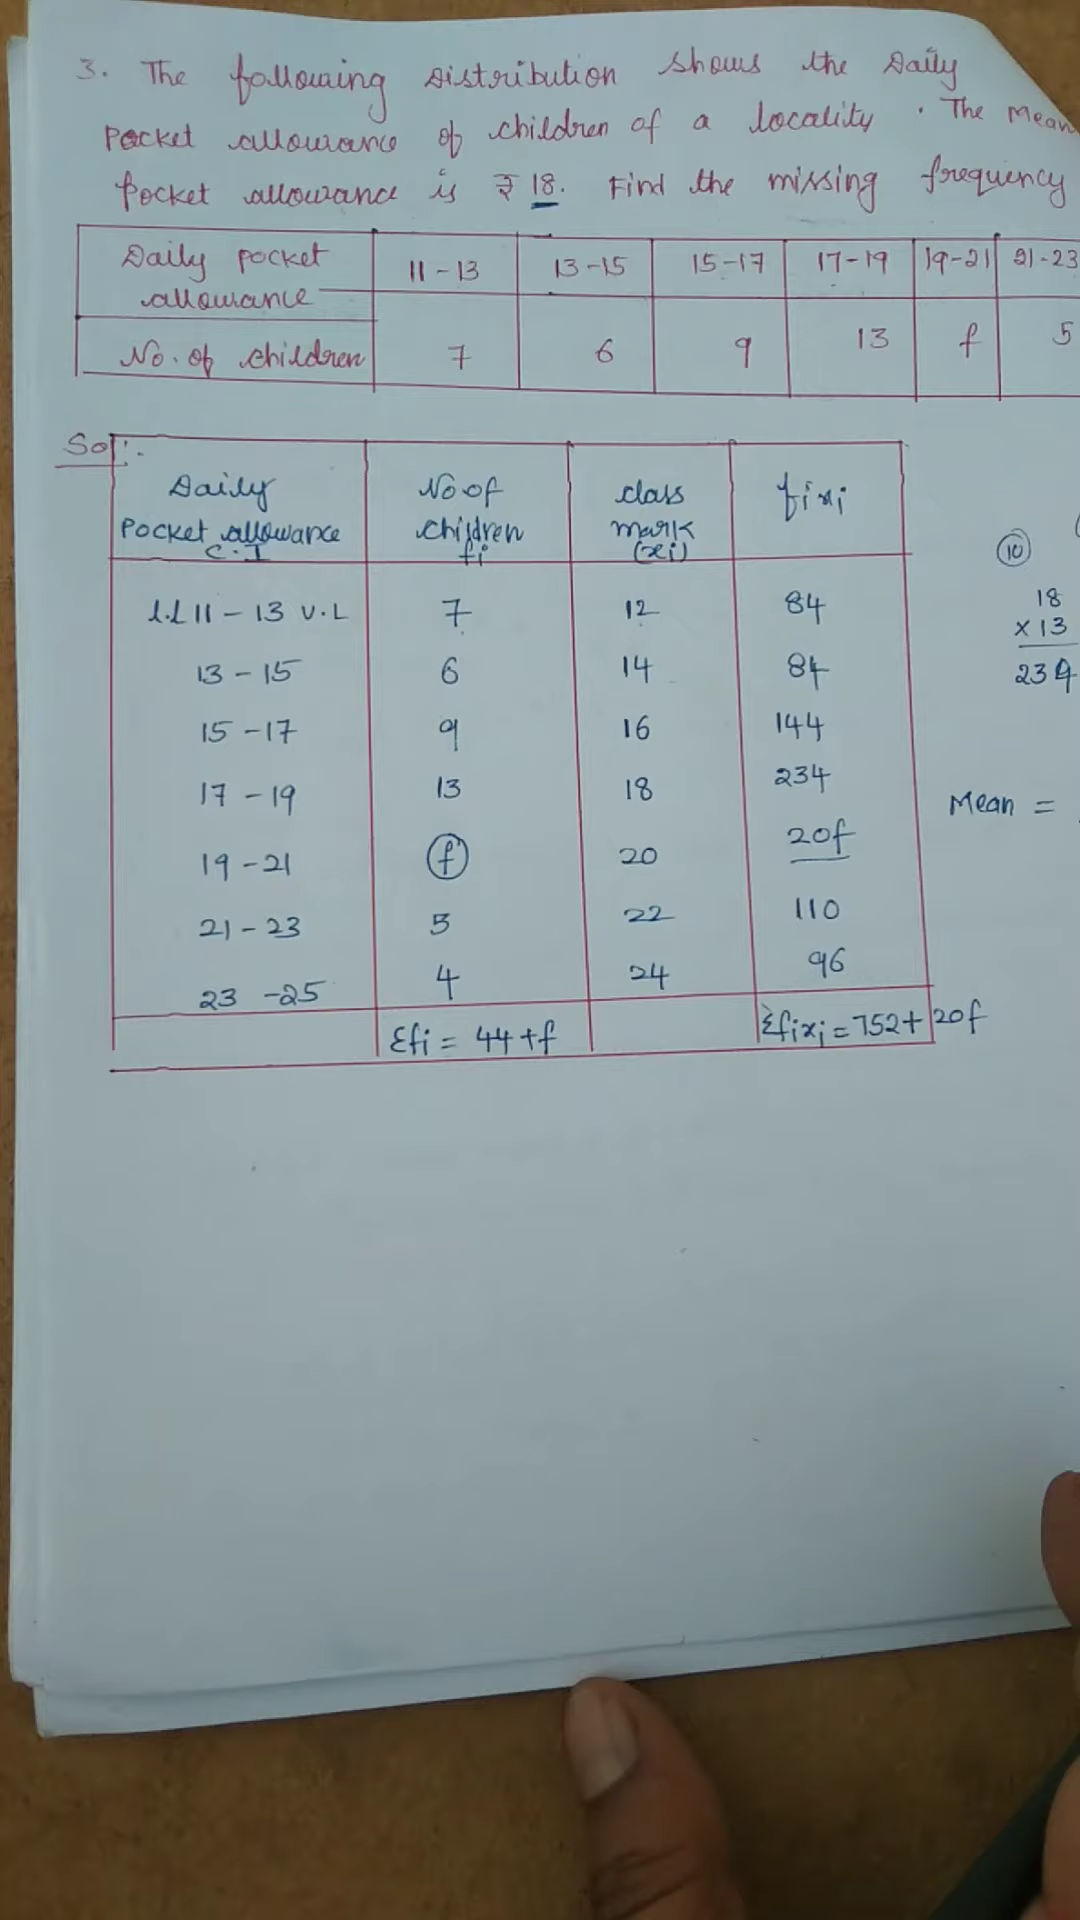 3. The following Distribution shows the Daily
Pocket allowance of children of a locality. The Mean
Pocket allowance is ₹ 18. Find the missing frequency
Daily pocket allowance 11-13 13-15 15-17 17-19 19-21 21-23
No. of children 7 6 9 13 f 5
Sol:-
Daily Pocket allowance C.I No of children fi class mark (xi) fixi
l.L 11 - 13 U.L 7 12 84
13 - 15 6 14 84
15 - 17 9 16 144
17 - 19 13 18 234
19 - 21 f 20 20f
21 - 23 5 22 110
23 - 25 4 24 96
Σfi = 44 + f Σfixi = 752 + 20f
10
18
x 13
234
Mean =